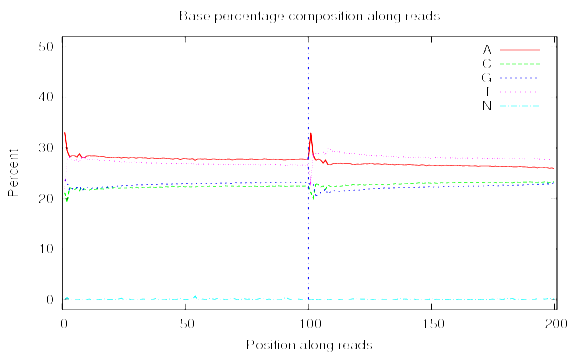 Base percentage composition along reads
50
40
30
20
10
0
Percent
A
C
G
T
N
0 50 100 150 200
Position along reads